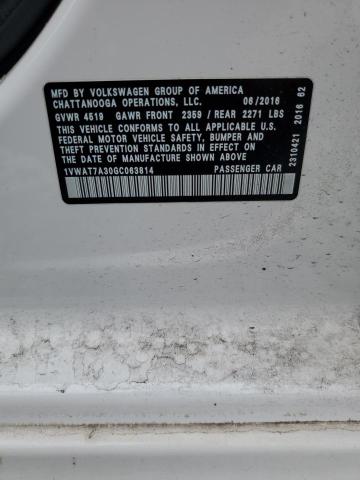 MFD BY VOLKSWAGEN GROUP OF AMERICA
CHATTANOOGA OPERATIONS, LLC. 06/2016
GVWR 4519 GAWR FRONT 2359 / REAR 2271 LBS
THIS VEHICLE CONFORMS TO ALL APPLICABLE U.S.
FEDERAL MOTOR VEHICLE SAFETY, BUMPER AND
THEFT PREVENTION STANDARDS IN EFFECT ON THE
DATE OF MANUFACTURE SHOWN ABOVE
1VWAT7A30GC063814 PASSENGER CAR
2310421 2016 62